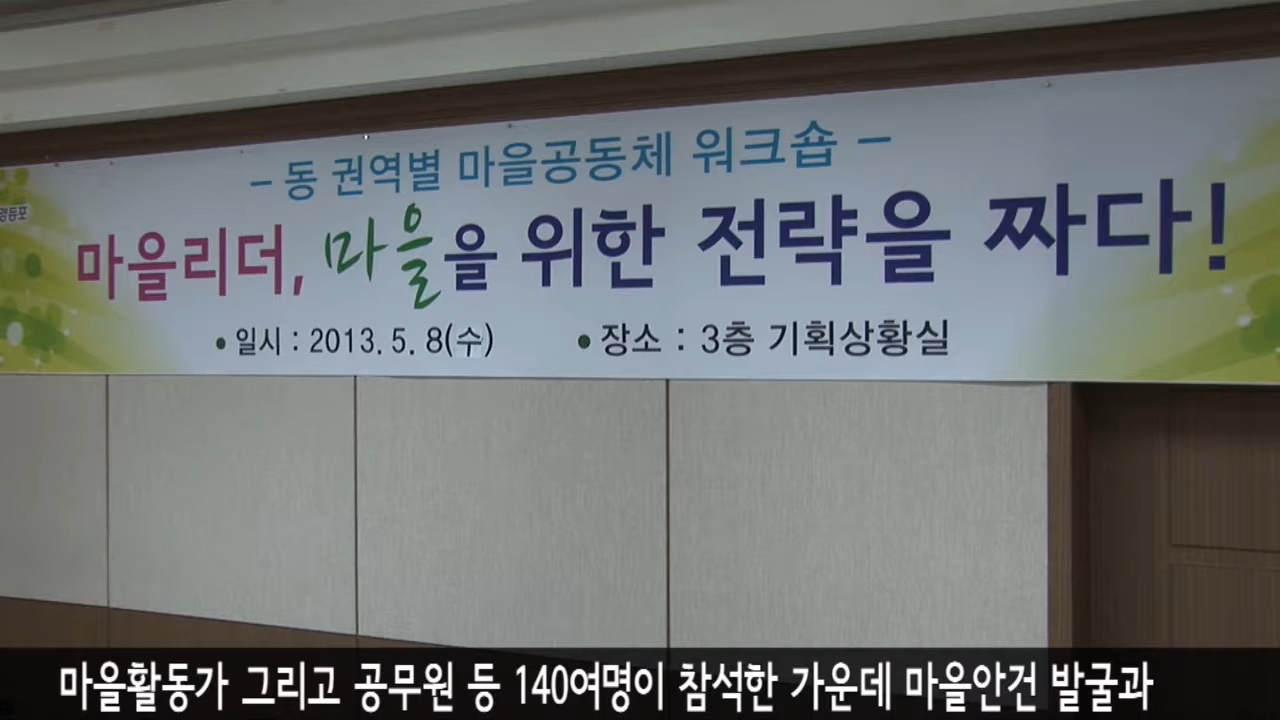 - 동 권역별 마을공동체 워크숍 -
영등포
마을리더, 마을을 위한 전략을 짜다!
• 일시 : 2013. 5. 8(수) • 장소 : 3층 기획상황실
마을활동가 그리고 공무원 등 140여명이 참석한 가운데 마을안건 발굴과